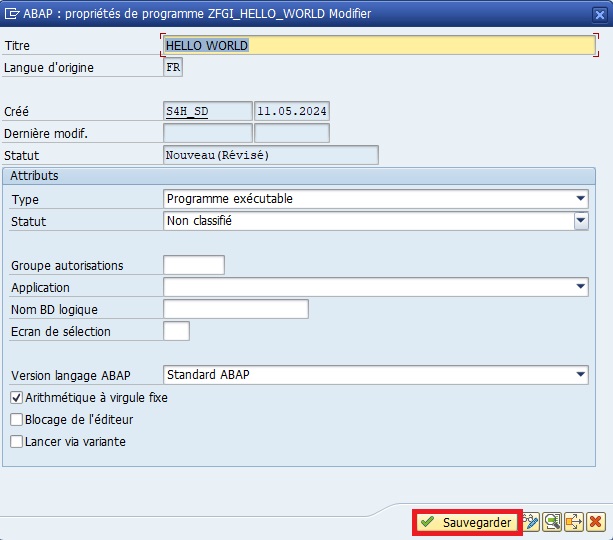 ABAP : propriétés de programme ZFGI_HELLO_WORLD Modifier
Titre HELLO WORLD
Langue d'origine FR
Créé S4H_SD 11.05.2024
Dernière modif.
Statut Nouveau(Révisé)
Attributs
Type Programme exécutable
Statut Non classifié
Groupe autorisations
Application
Nom BD logique
Ecran de sélection
Version langage ABAP Standard ABAP
Arithmétique à virgule fixe
Blocage de l'éditeur
Lancer via variante
Sauvegarder